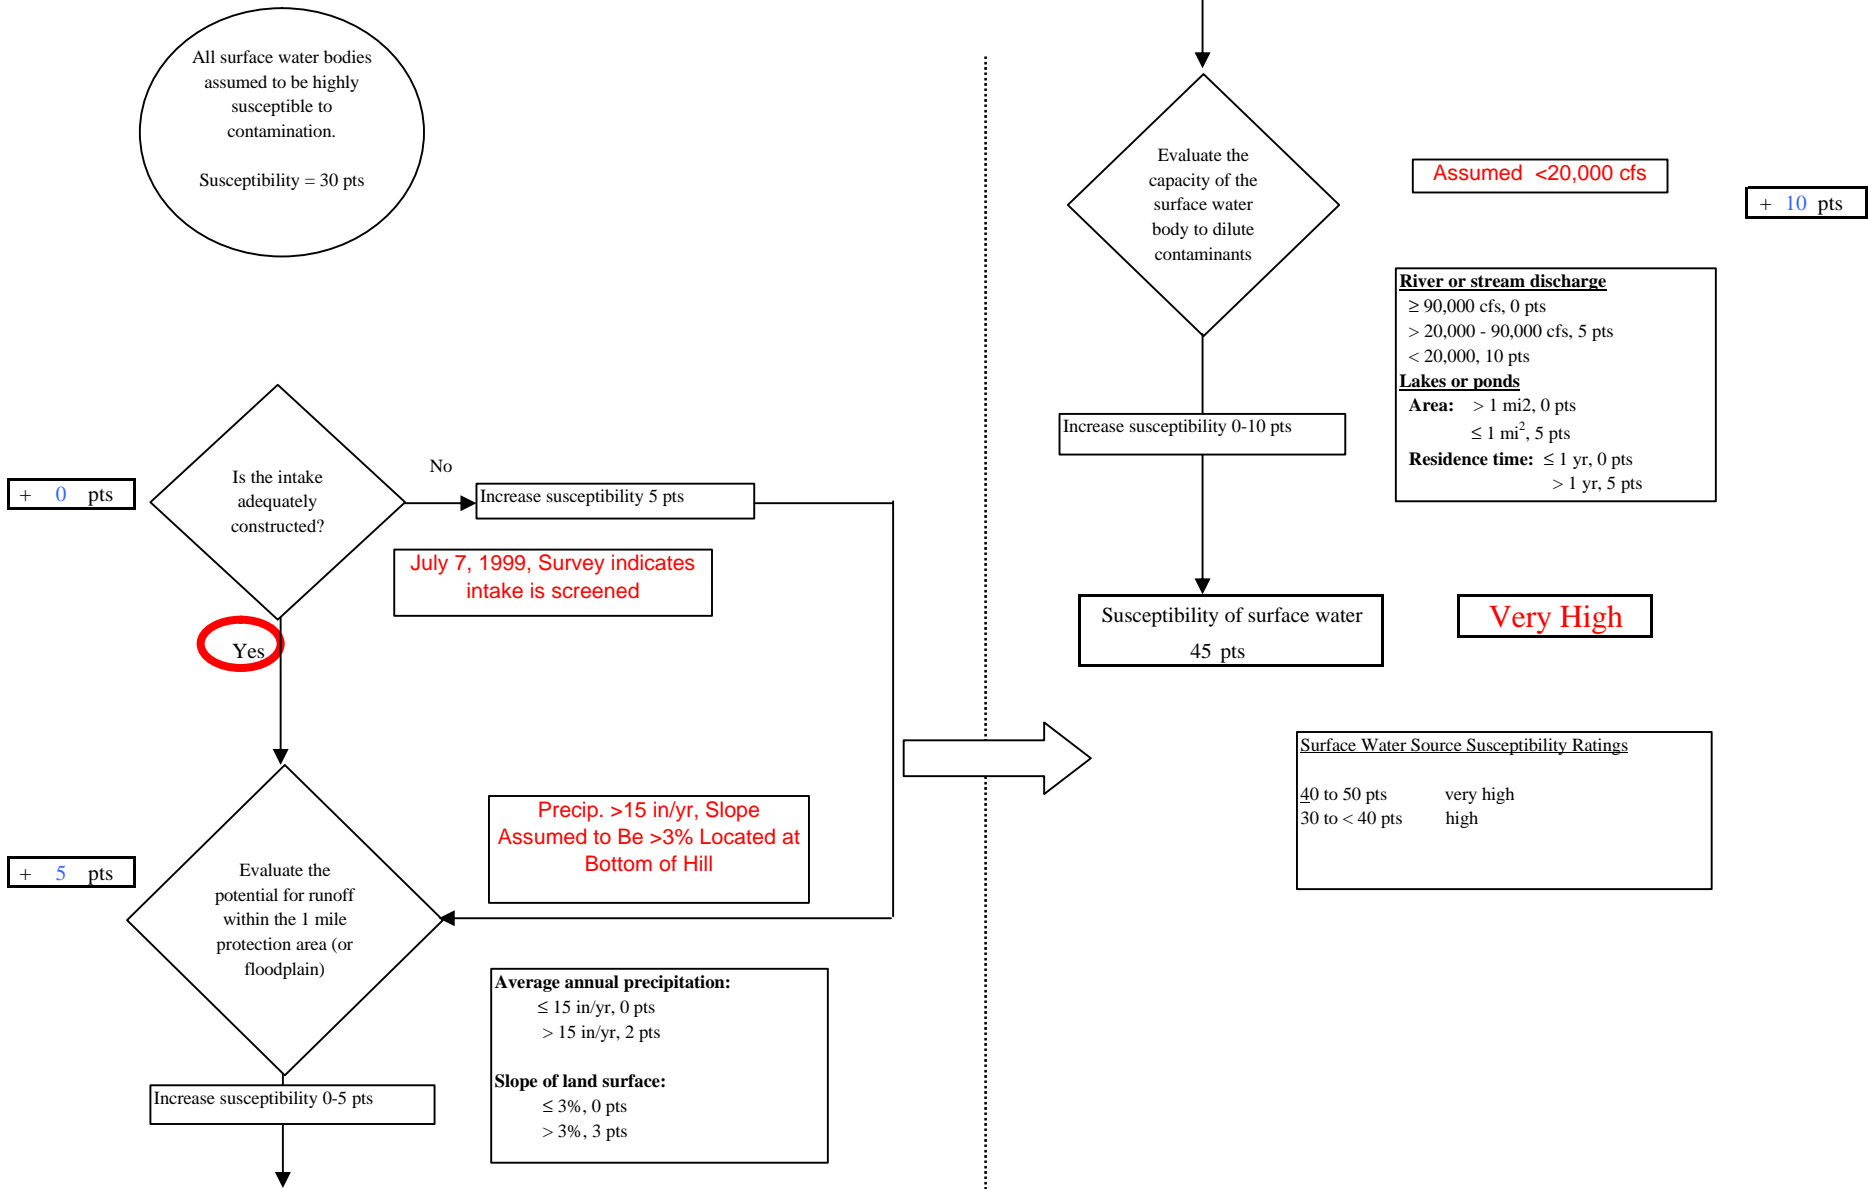 All surface water bodies
assumed to be highly
susceptible to
contamination.
Susceptibility = 30 pts
+ 0 pts
Is the intake
adequately
constructed?
No
Increase susceptibility 5 pts
July 7, 1999, Survey indicates
intake is screened
Yes
+ 5 pts
Evaluate the
potential for runoff
within the 1 mile
protection area (or
floodplain)
Precip. >15 in/yr, Slope
Assumed to Be >3% Located at
Bottom of Hill
Average annual precipitation:
≤ 15 in/yr, 0 pts
> 15 in/yr, 2 pts
Slope of land surface:
≤ 3%, 0 pts
> 3%, 3 pts
Increase susceptibility 0-5 pts
Evaluate the
capacity of the
surface water
body to dilute
contaminants
Assumed <20,000 cfs
+ 10 pts
River or stream discharge
≥ 90,000 cfs, 0 pts
> 20,000 - 90,000 cfs, 5 pts
< 20,000, 10 pts
Lakes or ponds
Area: > 1 mi2, 0 pts
≤ 1 mi², 5 pts
Residence time: ≤ 1 yr, 0 pts
> 1 yr, 5 pts
Increase susceptibility 0-10 pts
Susceptibility of surface water
45 pts
Very High
Surface Water Source Susceptibility Ratings
40 to 50 pts very high
30 to < 40 pts high